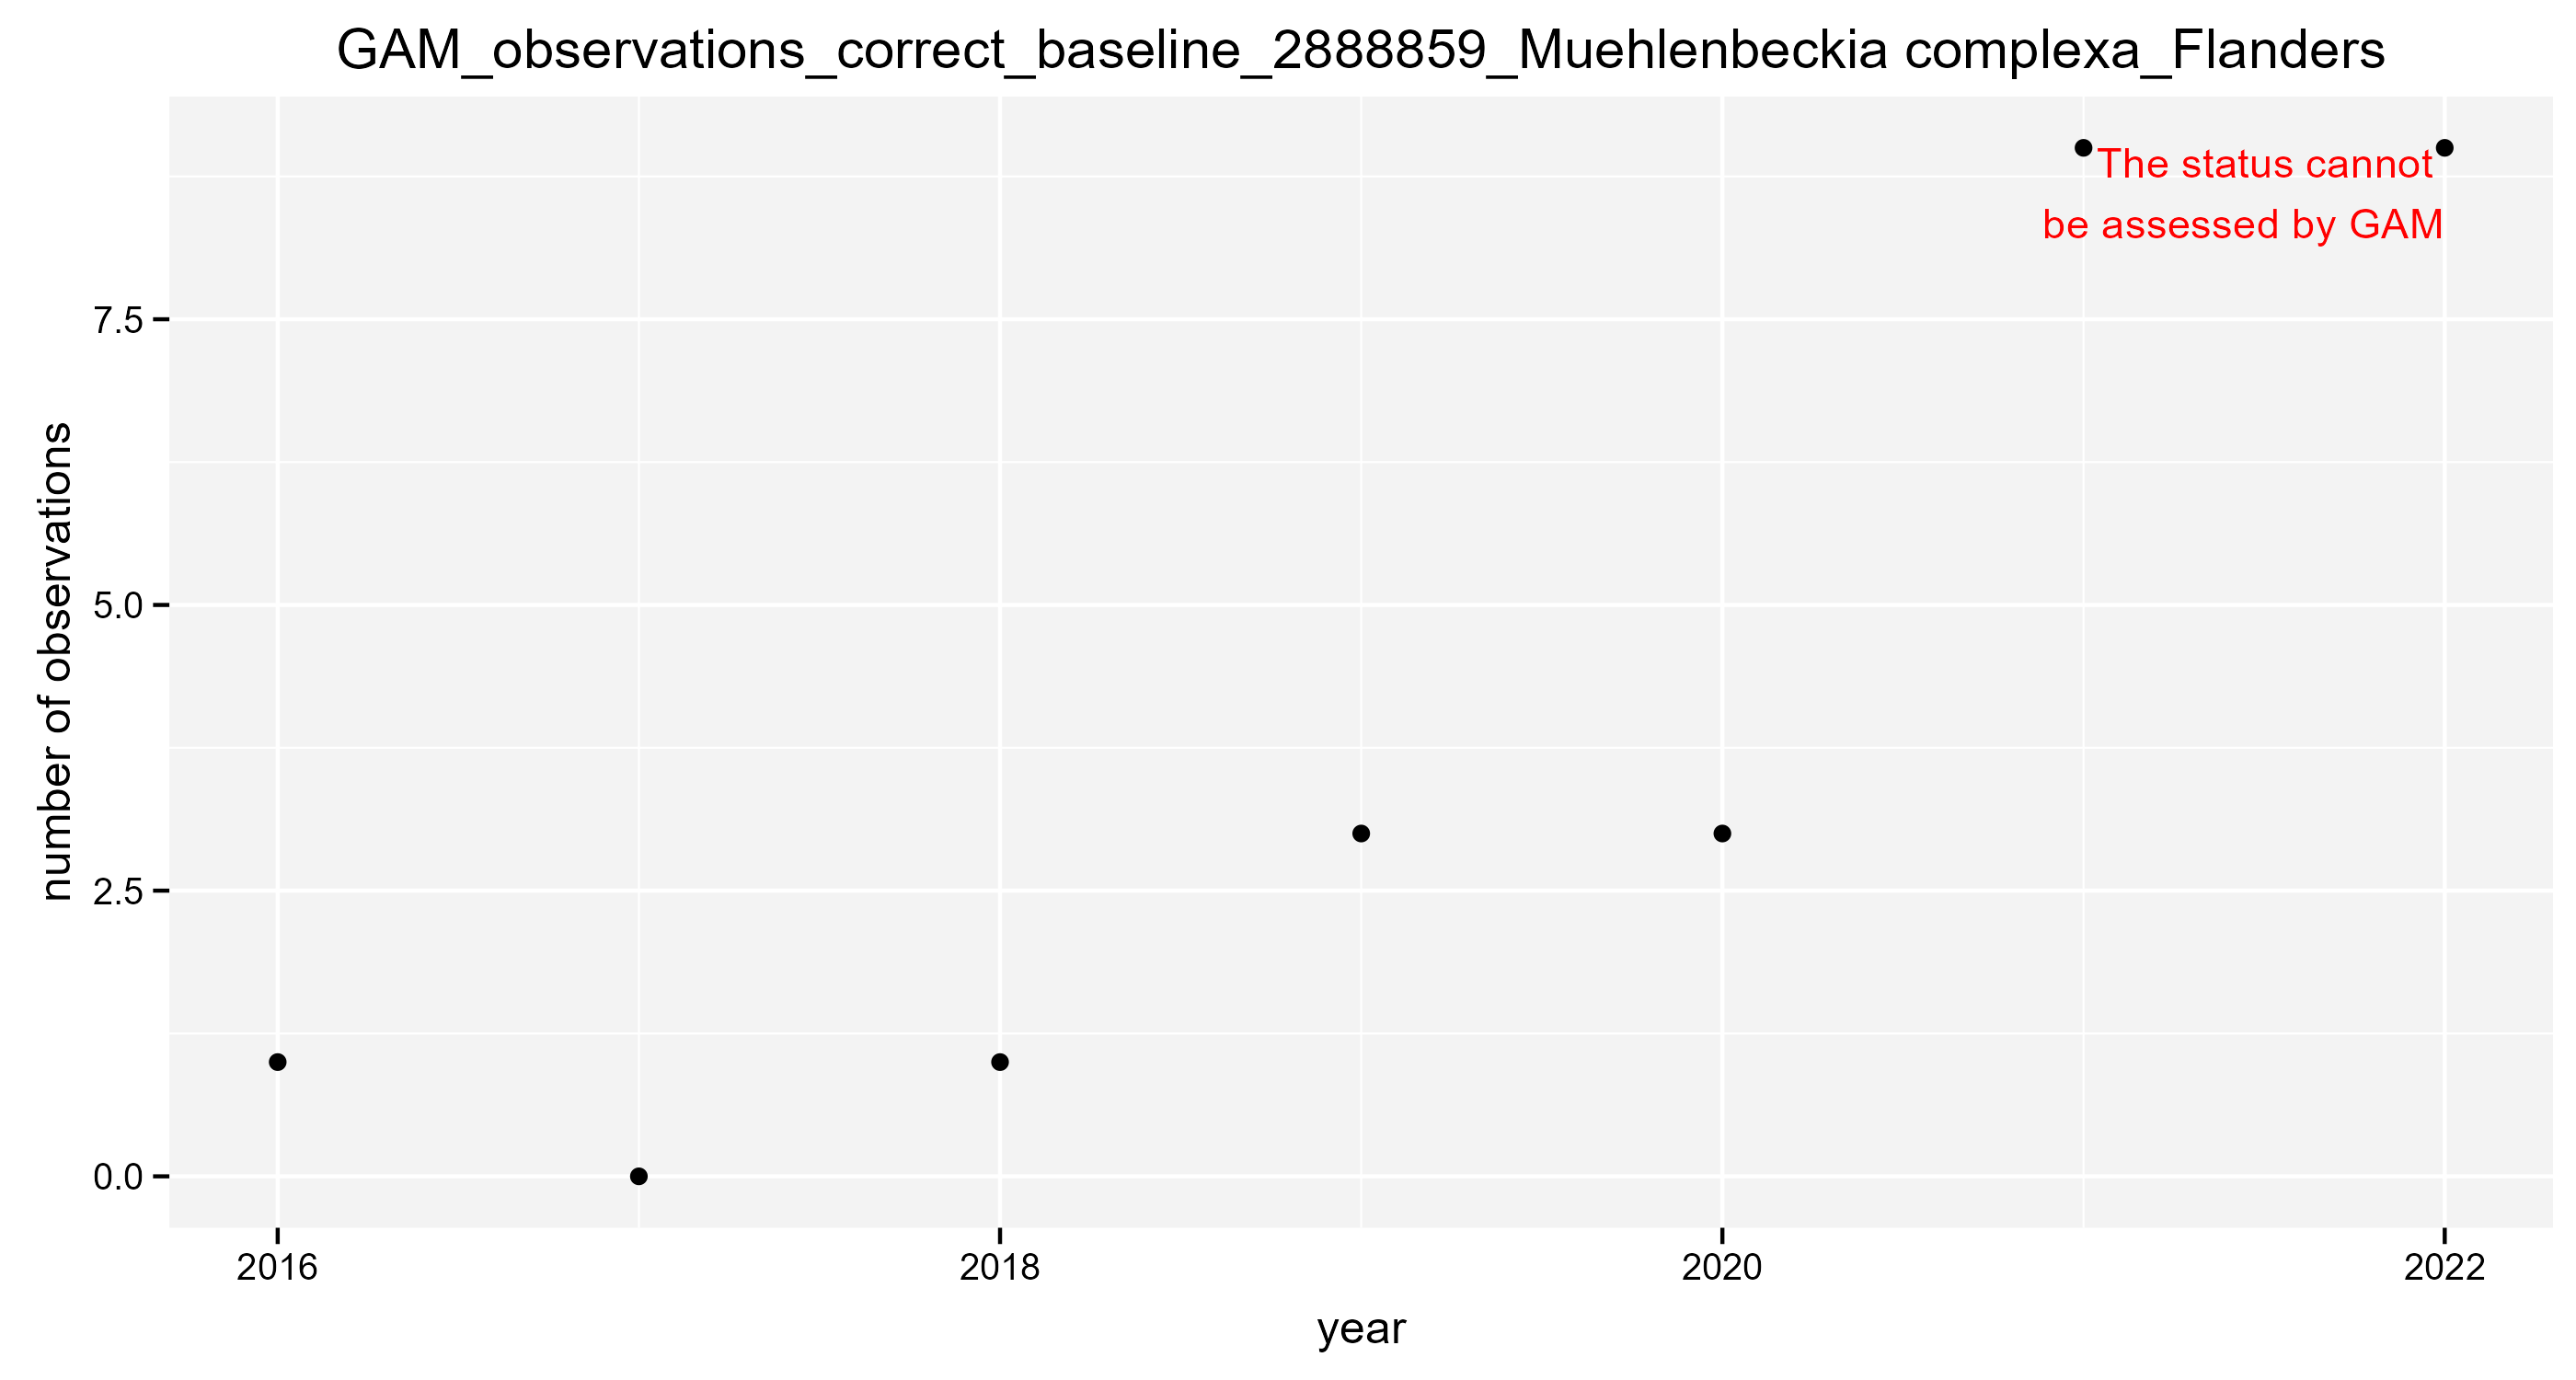 GAM_observations_correct_baseline_2888859_Muehlenbeckia complexa_Flanders
The status cannot
be assessed by GAM
number of observations
7.5
5.0
2.5
0.0
2016
2018
2020
2022
year